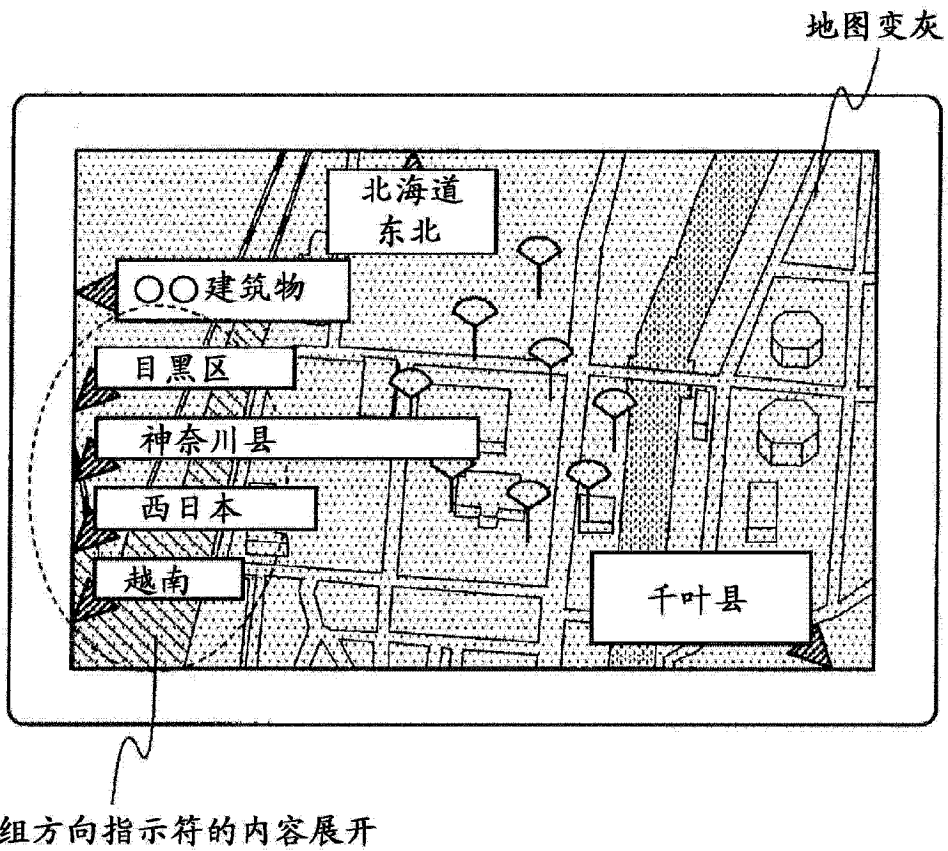 地图变灰
北海道
东北
○○建筑物
目黑区
神奈川县
西日本
越南
千叶县
组方向指示符的内容展开